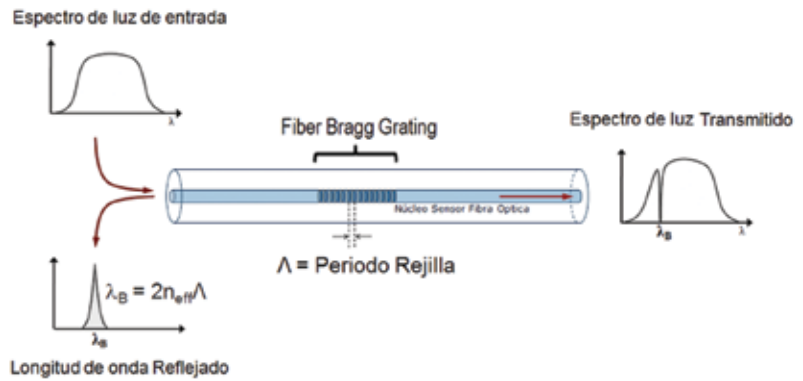 Espectro de luz de entrada
λ
Fiber Bragg Grating
Espectro de luz Transmitido
Núcleo Sensor Fibra Optica
λB
λ
Λ = Periodo Rejilla
λB = 2neffΛ
λB
Longitud de onda Reflejado